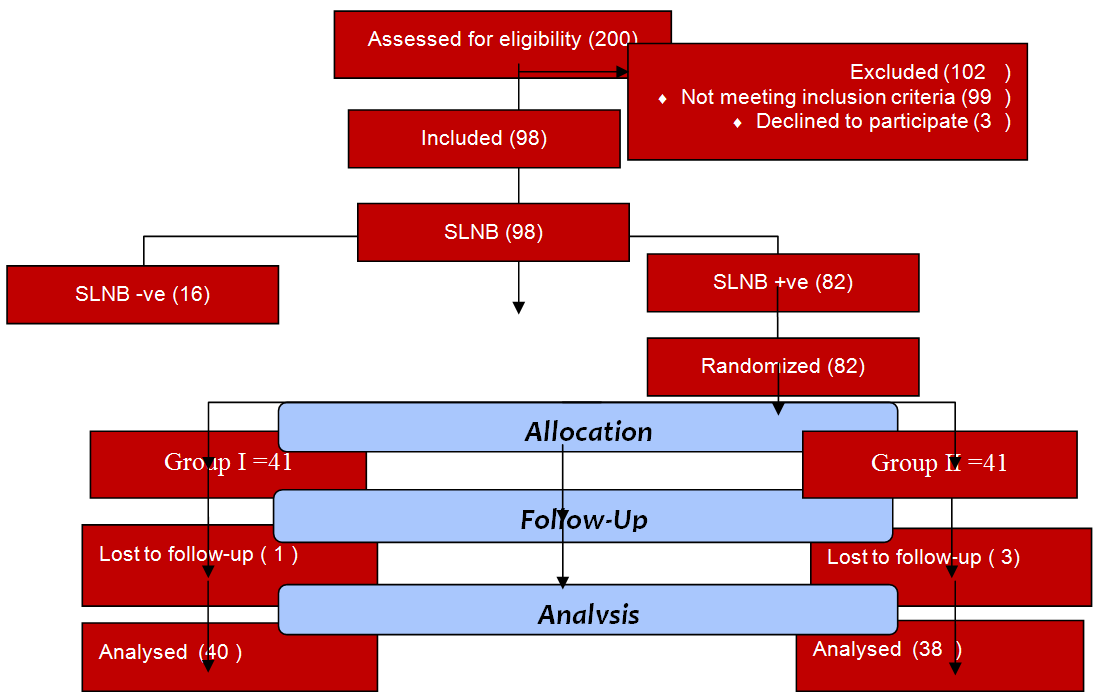 Assessed for eligibility (200)
Excluded (102 )
♦ Not meeting inclusion criteria (99 )
♦ Declined to participate (3 )
Included (98)
SLNB (98)
SLNB -ve (16)
SLNB +ve (82)
Randomized (82)
Allocation
Group I =41
Group II =41
Follow-Up
Lost to follow-up ( 1 )
Lost to follow-up ( 3)
Analysis
Analysed (40 )
Analysed (38 )